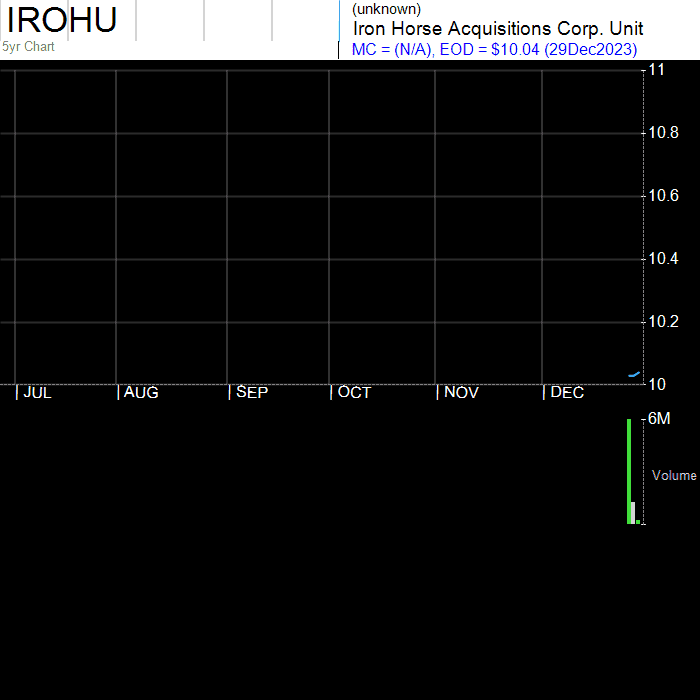 IROHU
5yr Chart
(unknown)
Iron Horse Acquisitions Corp. Unit
MC = (N/A), EOD = $10.04 (29Dec2023)
11
10.8
10.6
10.4
10.2
10
| JUL | AUG | SEP | OCT | NOV | DEC
6M
Volume